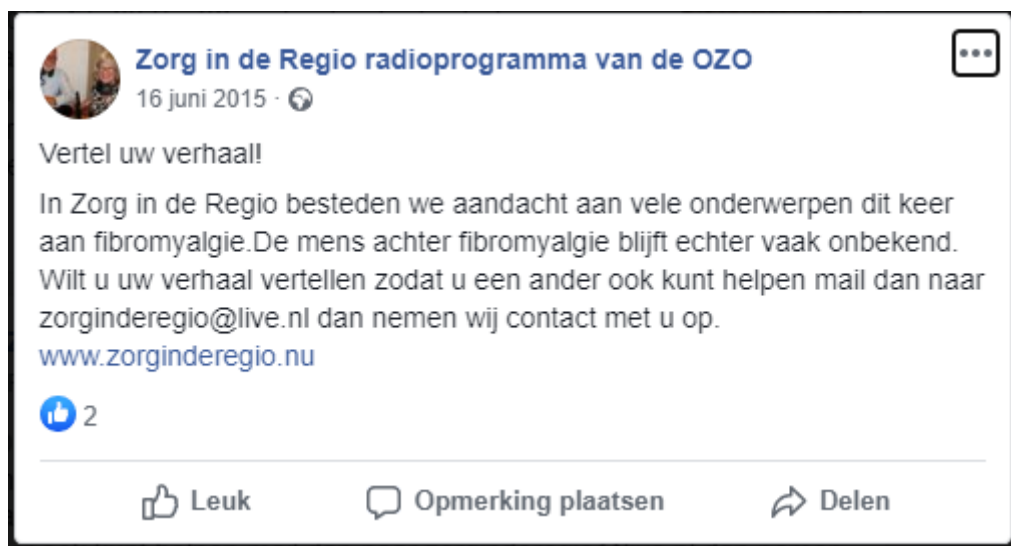 Zorg in de Regio radioprogramma van de OZO
16 juni 2015 ·
Vertel uw verhaal!
In Zorg in de Regio besteden we aandacht aan vele onderwerpen dit keer
aan fibromyalgie.De mens achter fibromyalgie blijft echter vaak onbekend.
Wilt u uw verhaal vertellen zodat u een ander ook kunt helpen mail dan naar
zorginderegio@live.nl dan nemen wij contact met u op.
www.zorginderegio.nu
2
Leuk Opmerking plaatsen Delen